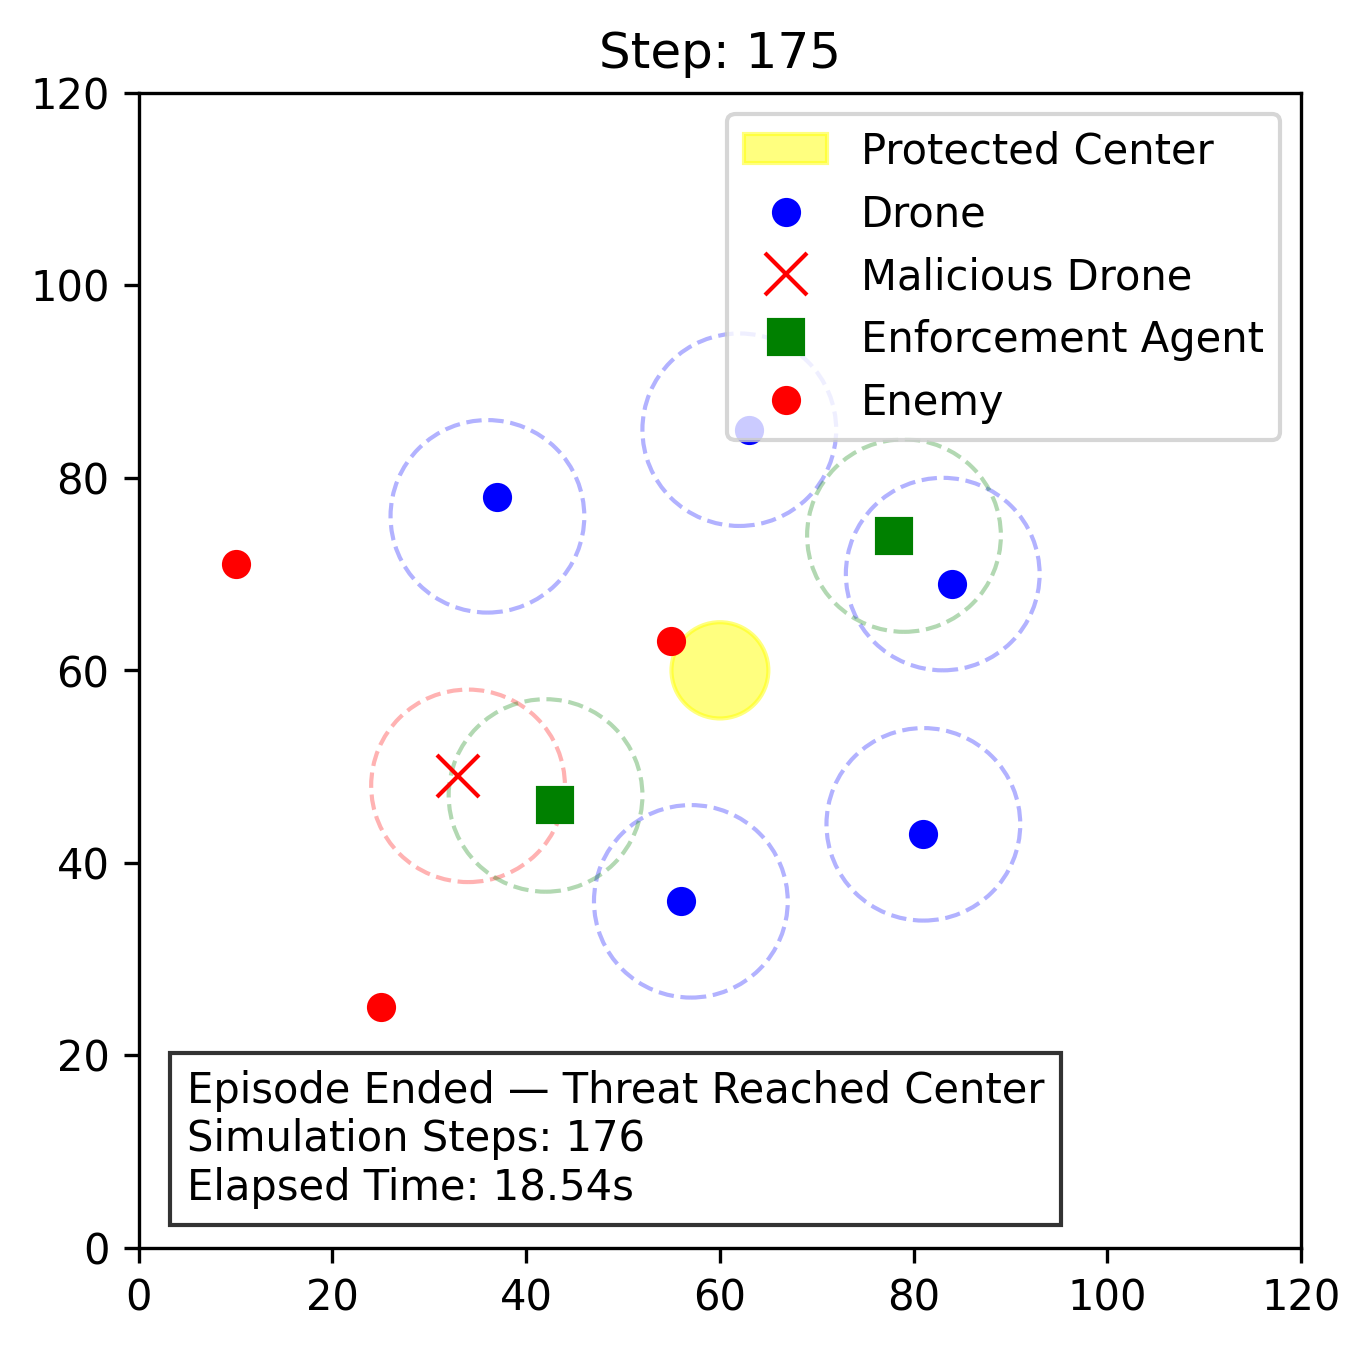 Step: 175
120
100
80
60
40
20
0
0 20 40 60 80 100 120
Protected Center
Drone
Malicious Drone
Enforcement Agent
Enemy
Episode Ended — Threat Reached Center
Simulation Steps: 176
Elapsed Time: 18.54s